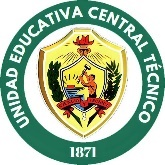 UNIDAD EDUCATIVA CENTRAL TÉCNICO
1871